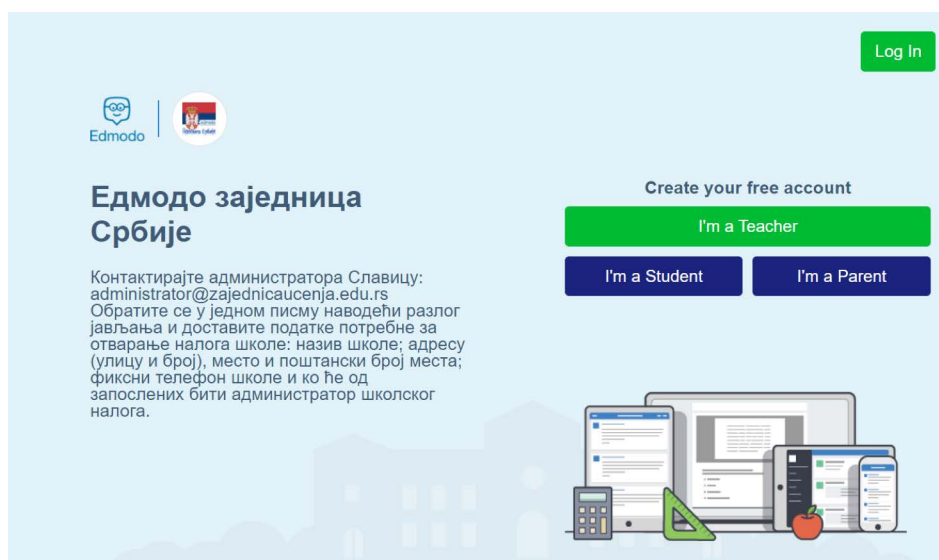 Log In
Edmodo
Едмодо заједница
Србије
Контактирајте администратора Славицу:
administrator@zajednicaucenja.edu.rs
Обратите се у једном писму наводећи разлог
јављања и доставите податке потребне за
отварање налога школе: назив школе; адресу
(улицу и број), место и поштански број места;
фиксни телефон школе и ко ће од
запослених бити администратор школског
налога.
Create your free account
I'm a Teacher
I'm a Student
I'm a Parent